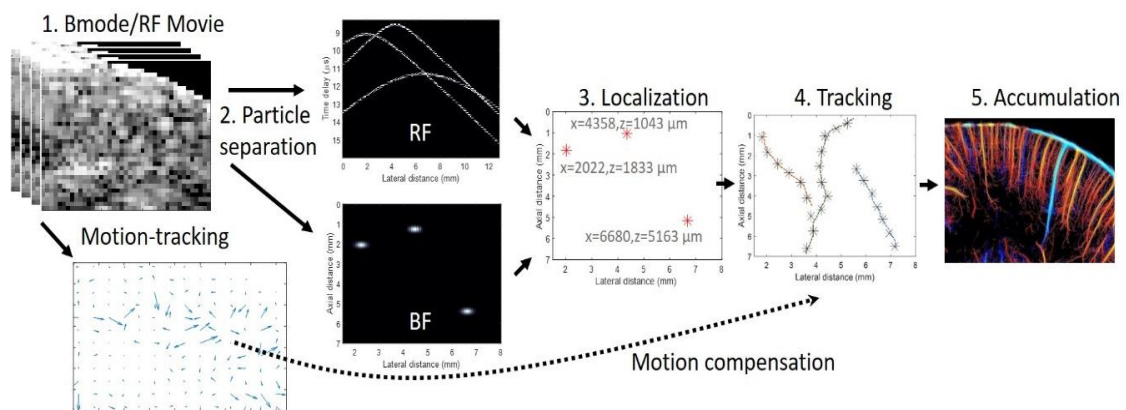 1. Bmode/RF Movie
2. Particle
separation
Motion-tracking
Time delay (μs)
9
10
11
12
13
14
15
RF
0
2
4
6
8
10
12
Lateral distance (mm)
Axial distance (mm)
0
1
2
3
4
5
6
7
BF
2
3
4
5
6
7
8
Lateral distance (mm)
3. Localization
Axial distance (mm)
0
1
2
3
4
5
6
7
x=4358,z=1043 μm
x=2022,z=1833 μm
x=6680,z=5163 μm
2
3
4
5
6
7
8
Lateral distance (mm)
4. Tracking
Axial distance (mm)
0
1
2
3
4
5
6
7
2
3
4
5
6
7
8
Lateral distance (mm)
5. Accumulation
Motion compensation